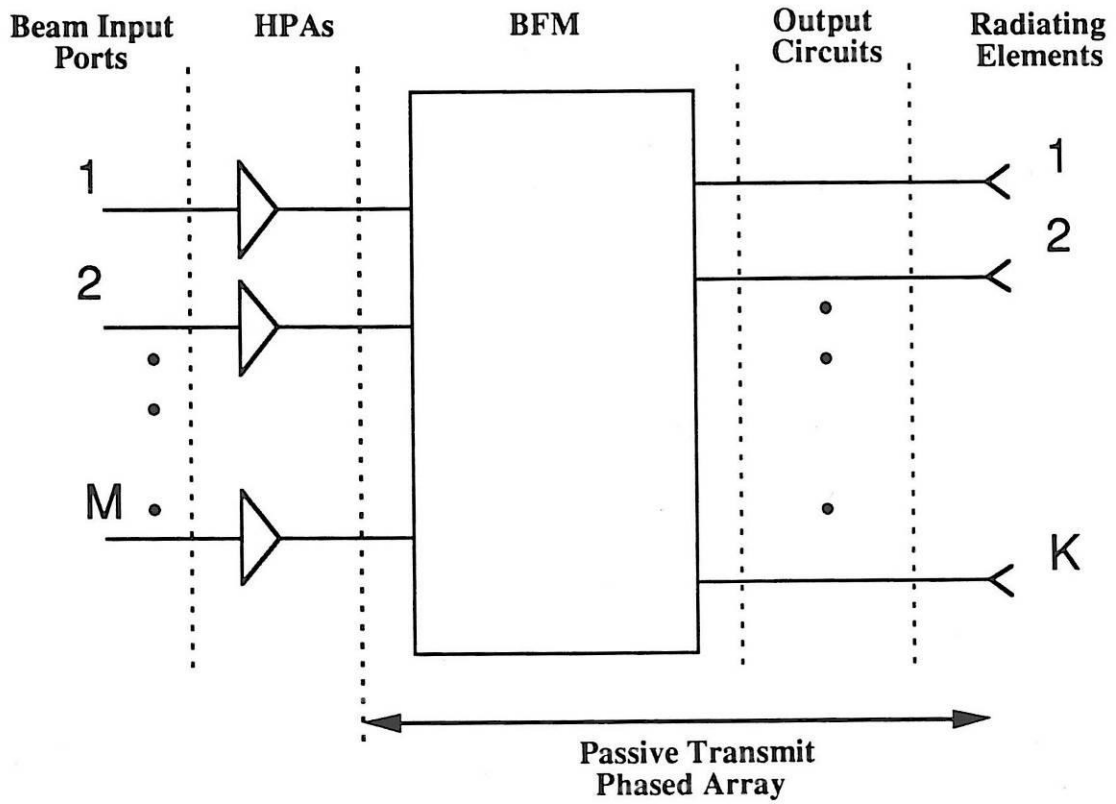 Beam Input
Ports
HPAs
BFM
Output
Circuits
Radiating
Elements
1
2
M
1
2
K
Passive Transmit
Phased Array